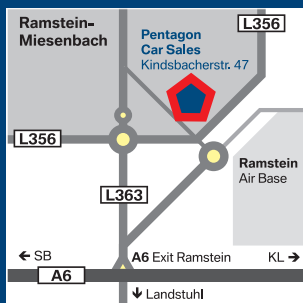 Ramstein-
Miesenbach
L356
Pentagon
Car Sales
Kindsbacherstr. 47
L356
Ramstein
Air Base
L363
← SB
A6 Exit Ramstein
KL →
A6
↓ Landstuhl